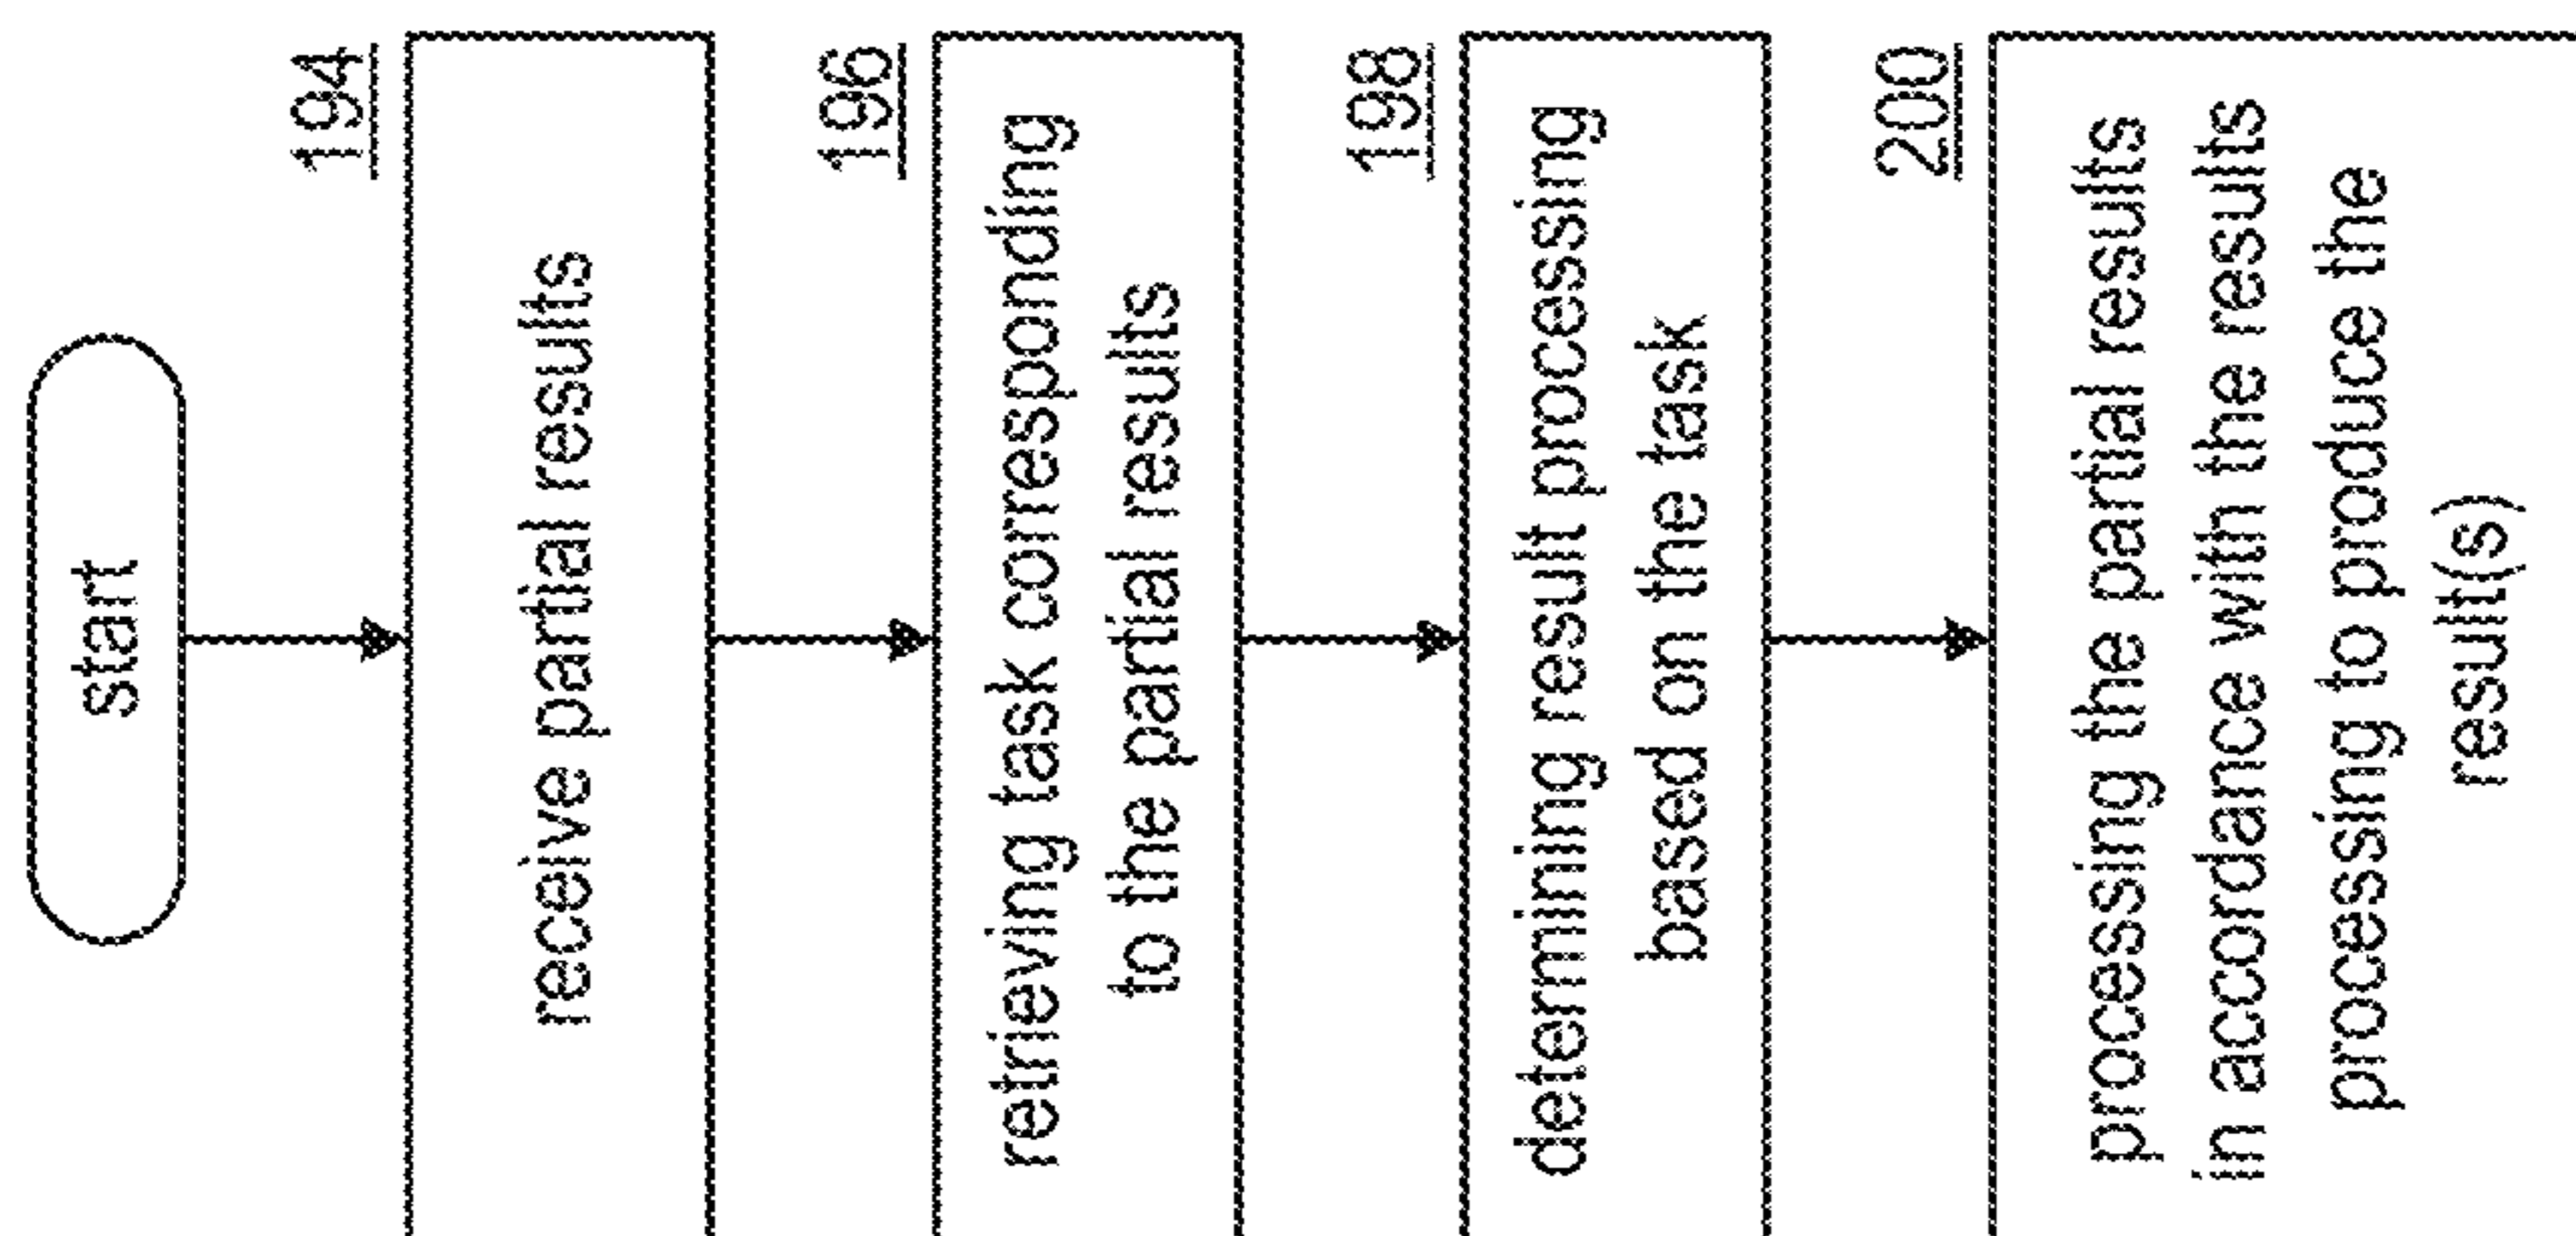 start
194
receive partial results
196
retrieving task corresponding
to the partial results
198
determining result processing
based on the task
200
processing the partial results
in accordance with the results
processing to produce the
result(s)